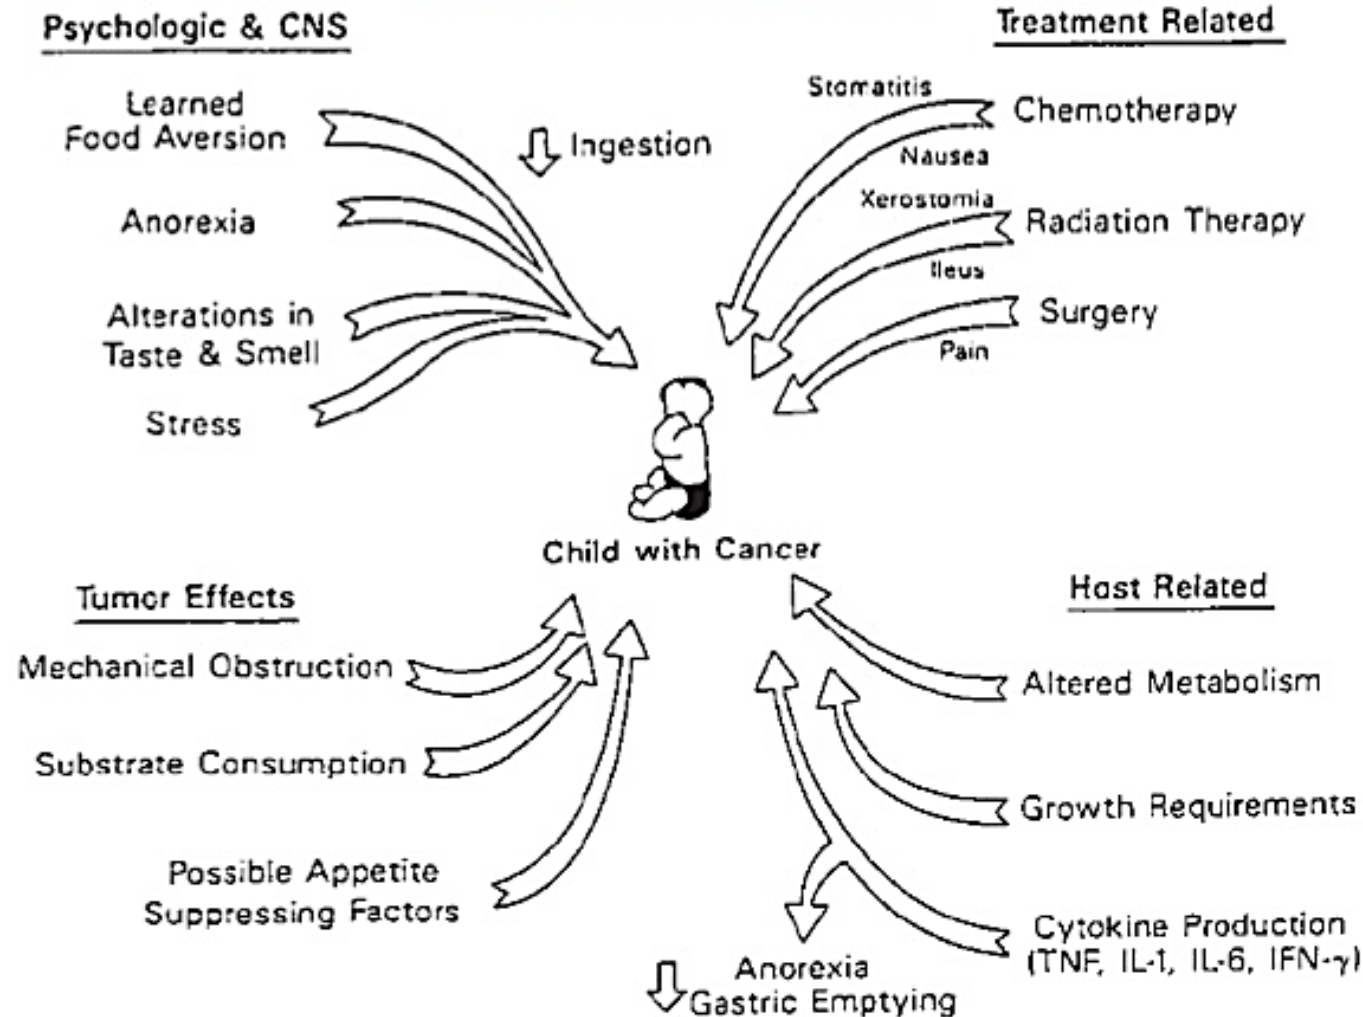 Psychologic & CNS
Learned
Food Aversion
Anorexia
Alterations in
Taste & Smell
Stress
Ingestion
Treatment Related
Stomatitis
Chemotherapy
Nausea
Xerostomia
Radiation Therapy
Ileus
Surgery
Pain
Child with Cancer
Tumor Effects
Mechanical Obstruction
Substrate Consumption
Possible Appetite
Suppressing Factors
Host Related
Altered Metabolism
Growth Requirements
Cytokine Production
(TNF, IL-1, IL-6, IFN-γ)
Anorexia
Gastric Emptying